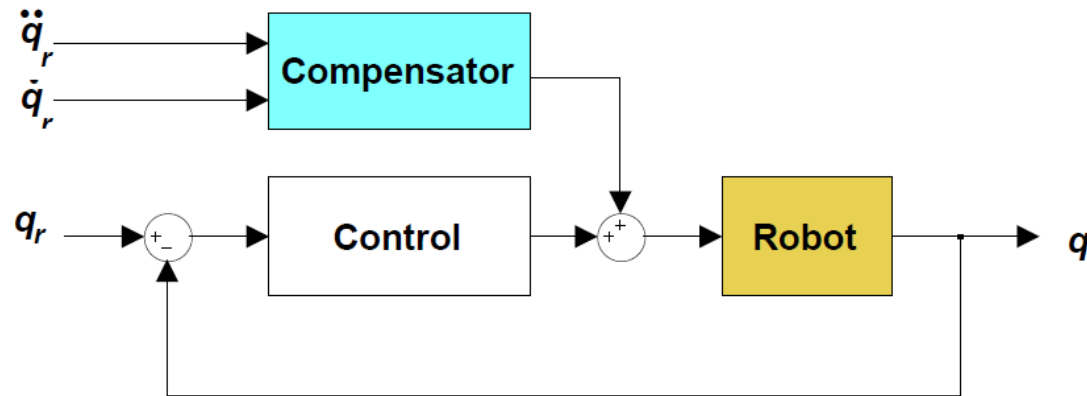 q̈r
Compensator
q̇r
+
qr
+
−
Control
+
Robot
q